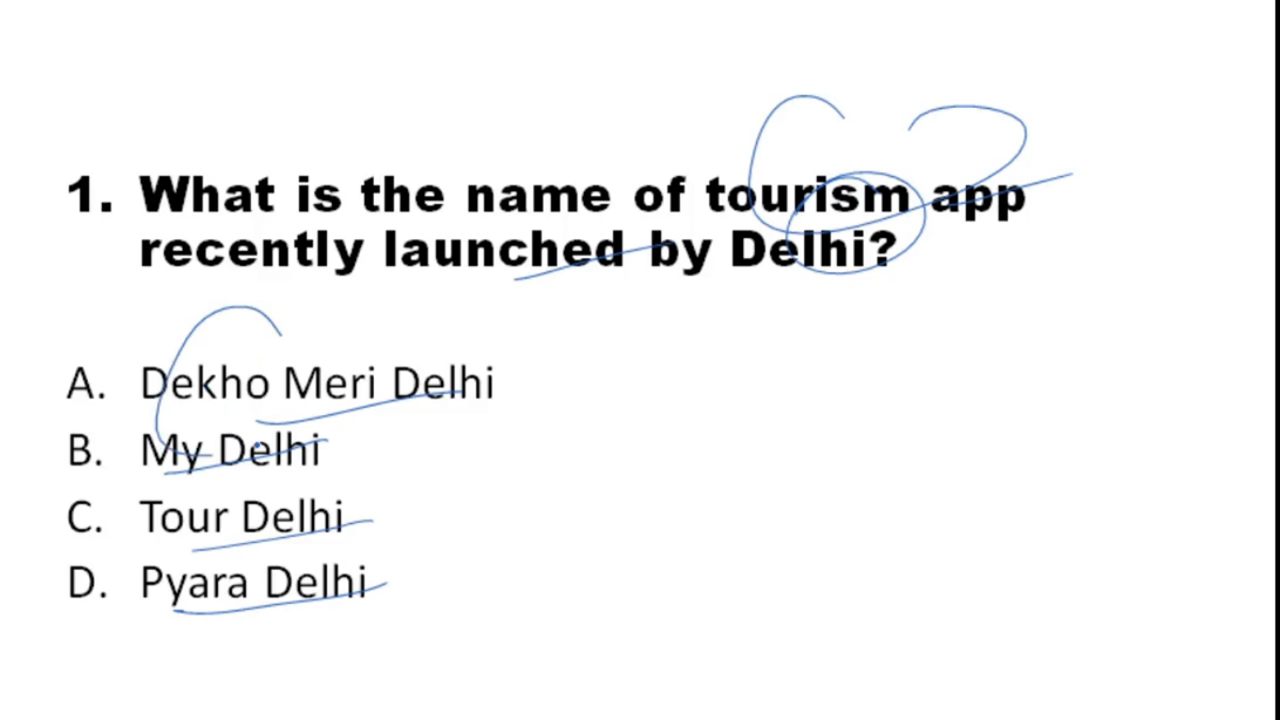 1. What is the name of tourism app
recently launched by Delhi?
A. Dekho Meri Delhi
B. My Delhi
C. Tour Delhi
D. Pyara Delhi